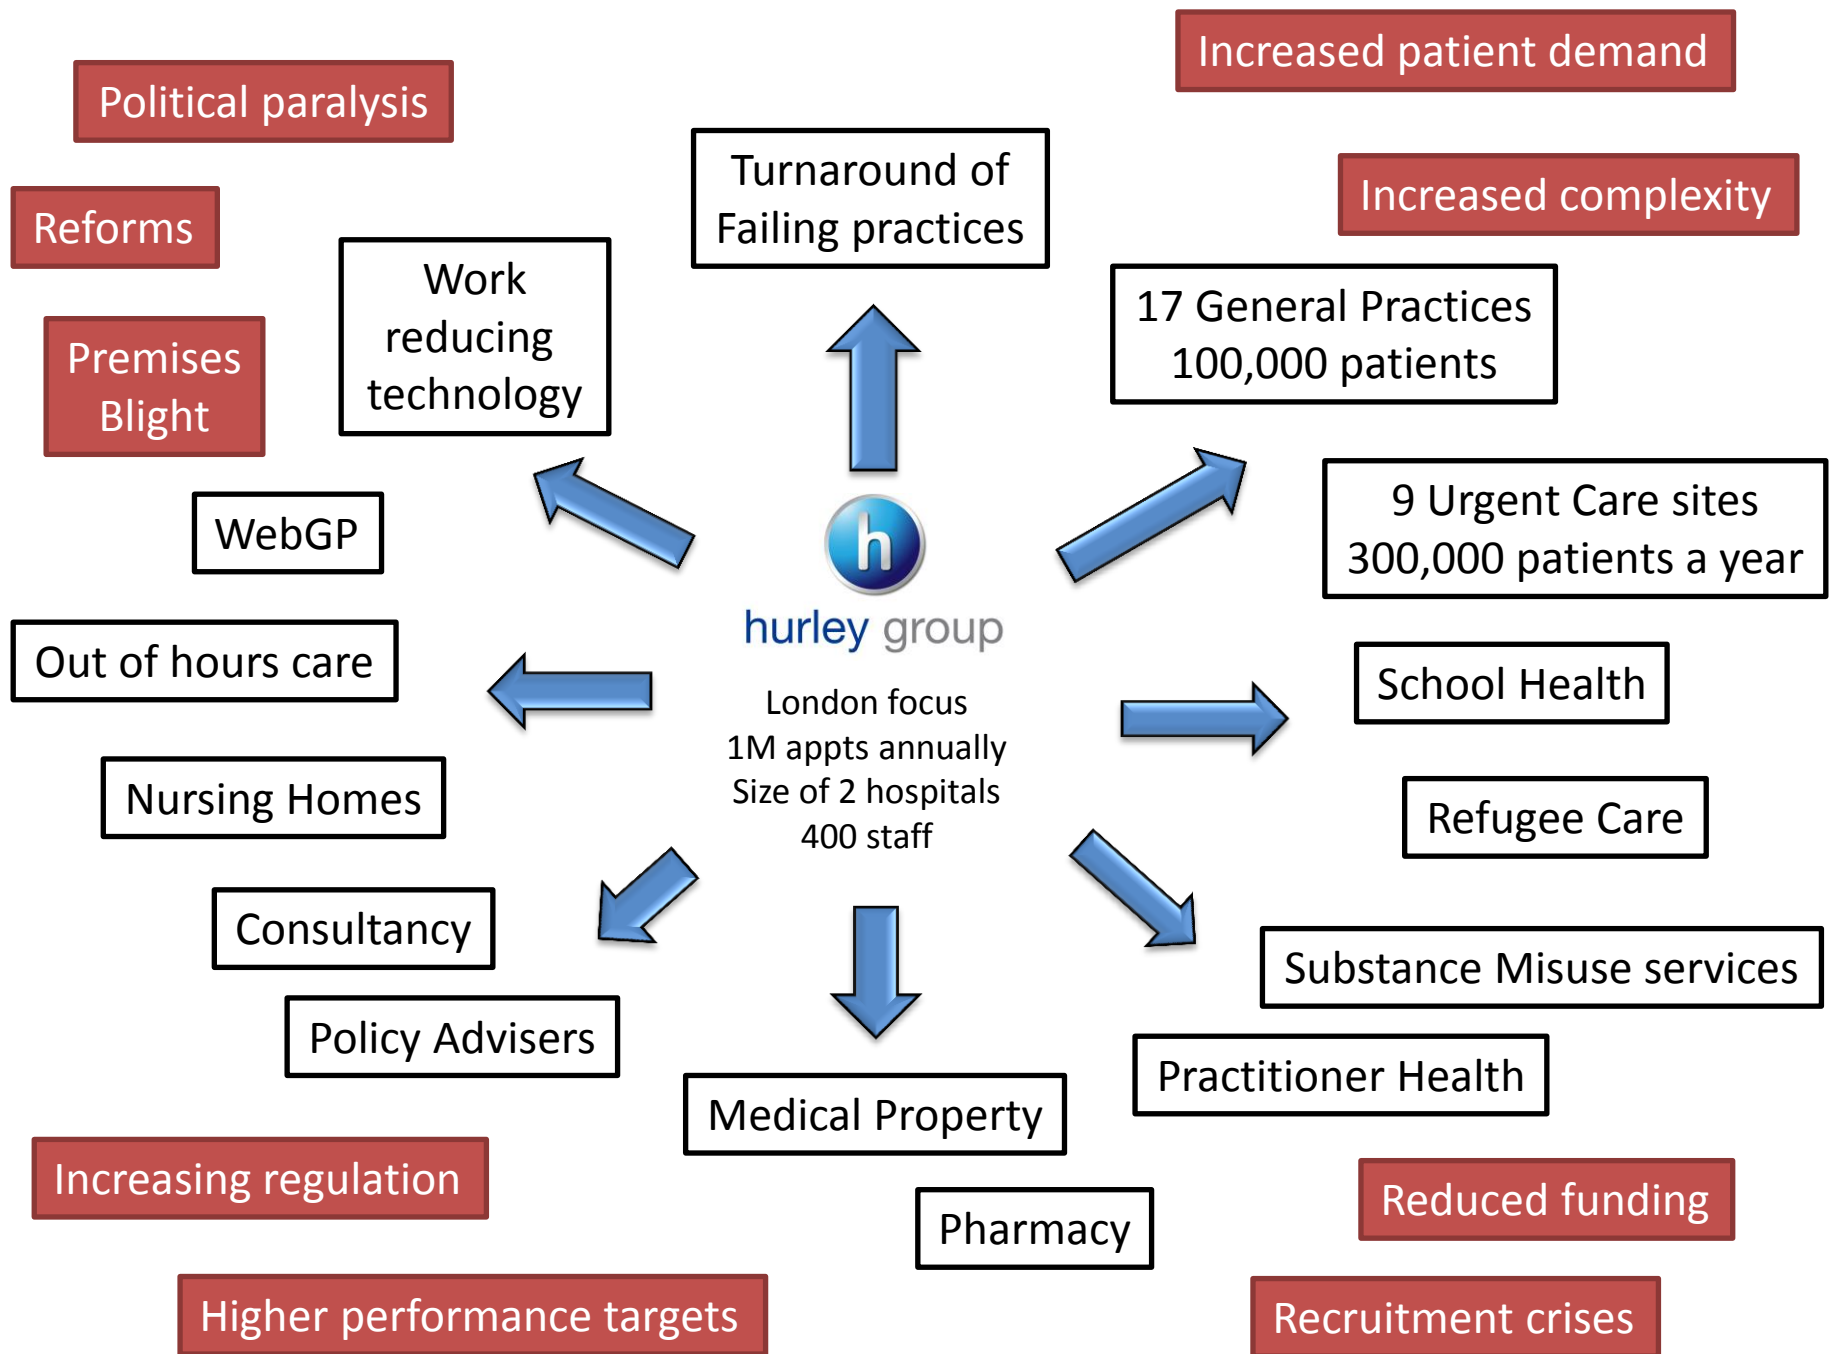 Increased patient demand
Political paralysis
Turnaround of
Failing practices
Increased complexity
Reforms
Work
reducing
technology
17 General Practices
100,000 patients
Premises
Blight
WebGP
9 Urgent Care sites
300,000 patients a year
h
hurley group
Out of hours care
School Health
London focus
1M appts annually
Size of 2 hospitals
400 staff
Nursing Homes
Refugee Care
Consultancy
Substance Misuse services
Policy Advisers
Practitioner Health
Medical Property
Increasing regulation
Reduced funding
Pharmacy
Higher performance targets
Recruitment crises